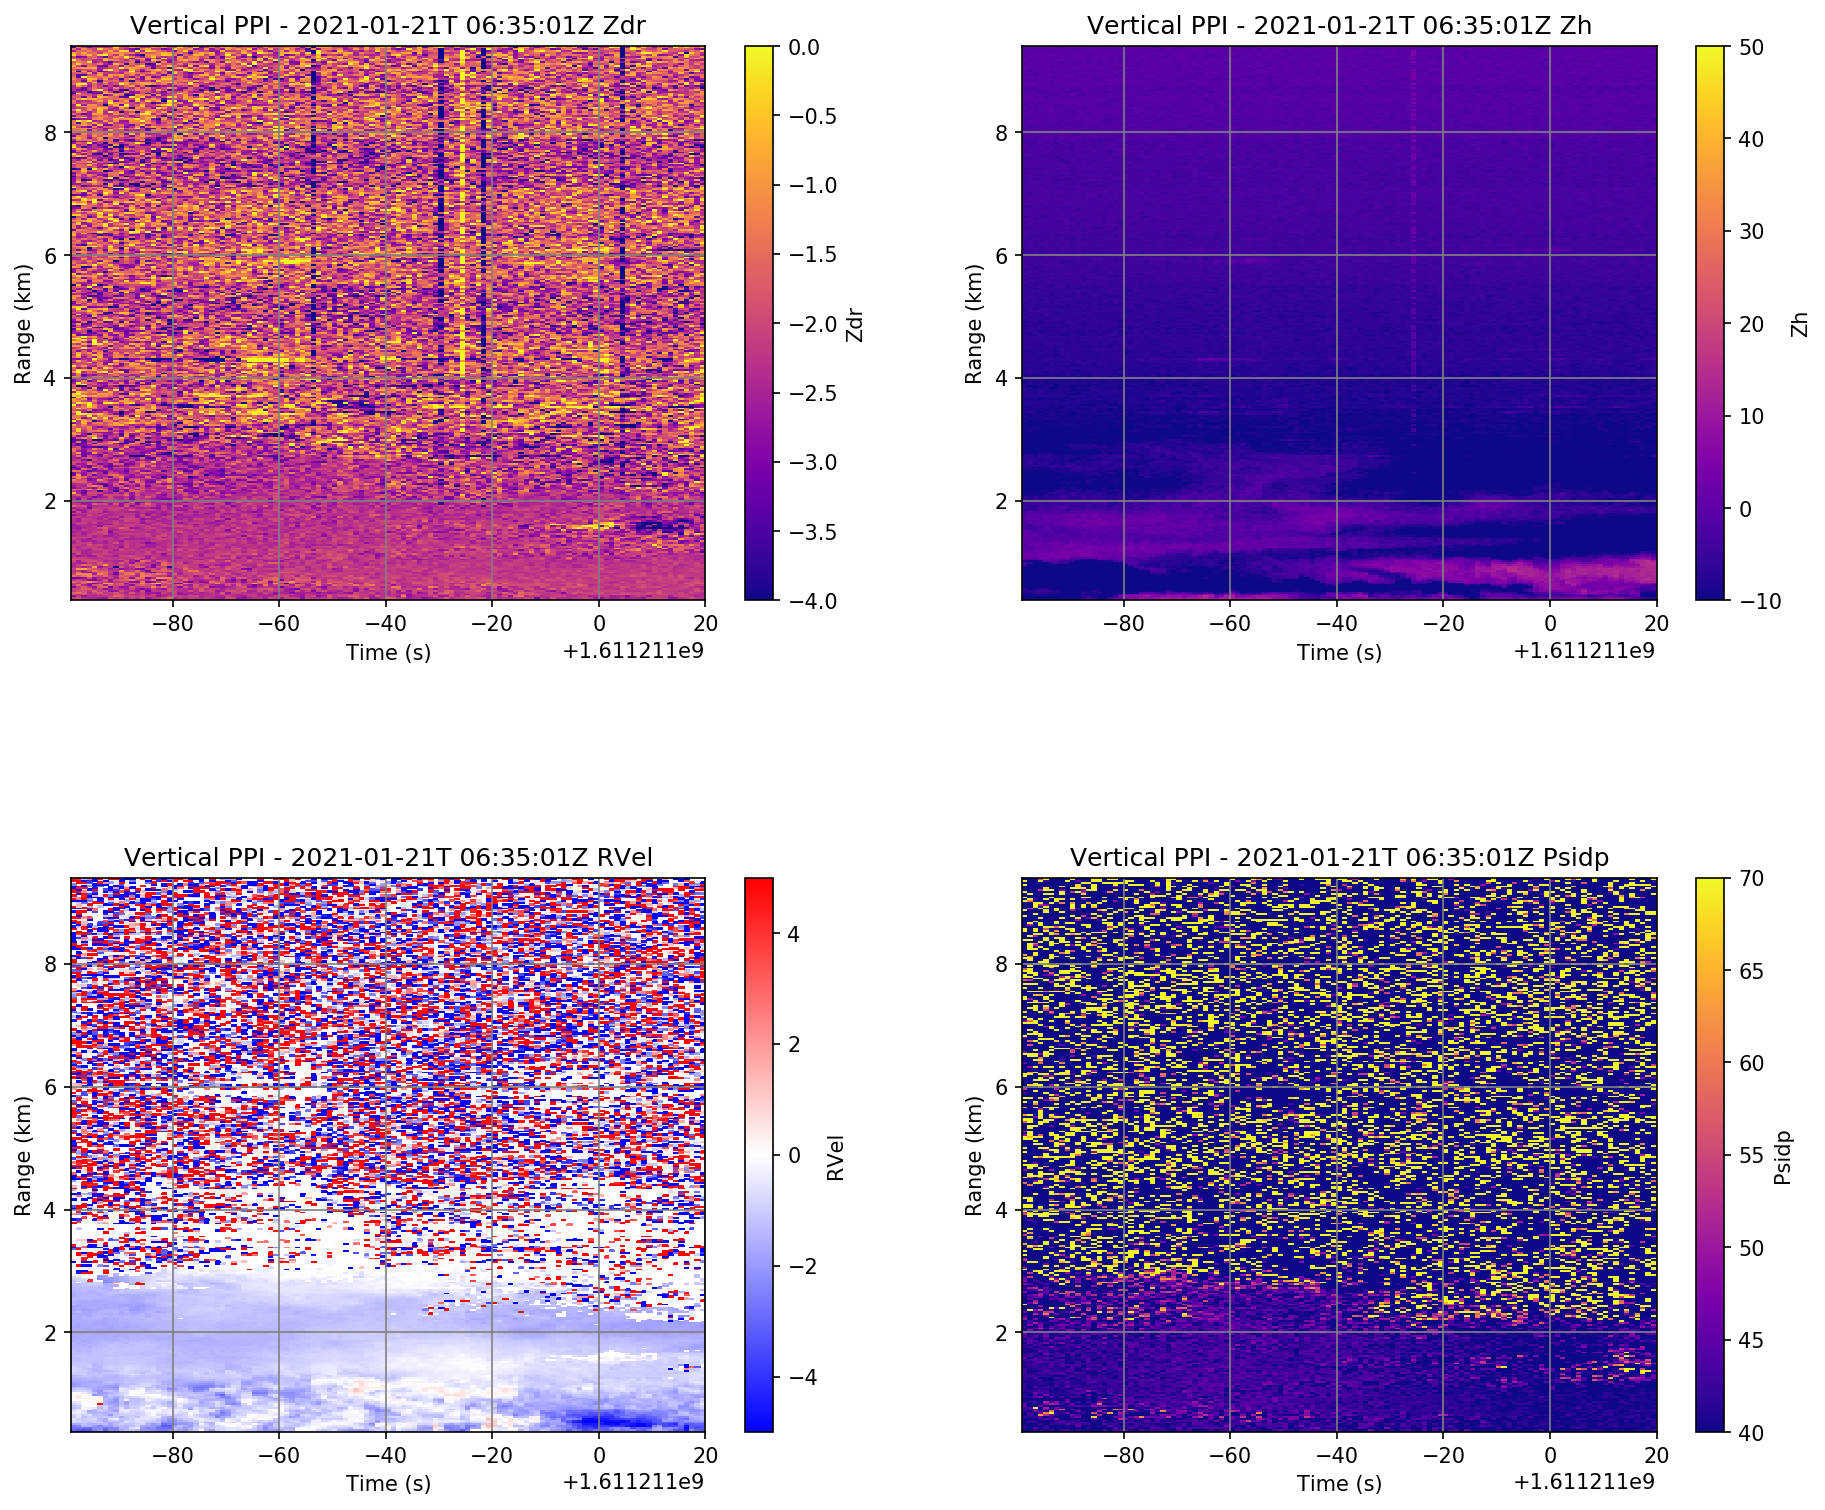 Vertical PPI - 2021-01-21T 06:35:01Z Zdr
Range (km)
8
6
4
2
−80 −60 −40 −20 0 20
Time (s)
+1.611211e9
0.0
−0.5
−1.0
−1.5
−2.0
−2.5
−3.0
−3.5
−4.0
Zdr
Vertical PPI - 2021-01-21T 06:35:01Z Zh
Range (km)
8
6
4
2
−80 −60 −40 −20 0 20
Time (s)
+1.611211e9
50
40
30
20
10
0
−10
Zh
Vertical PPI - 2021-01-21T 06:35:01Z RVel
Range (km)
8
6
4
2
−80 −60 −40 −20 0 20
Time (s)
+1.611211e9
4
2
0
−2
−4
RVel
Vertical PPI - 2021-01-21T 06:35:01Z Psidp
Range (km)
8
6
4
2
−80 −60 −40 −20 0 20
Time (s)
+1.611211e9
70
65
60
55
50
45
40
Psidp